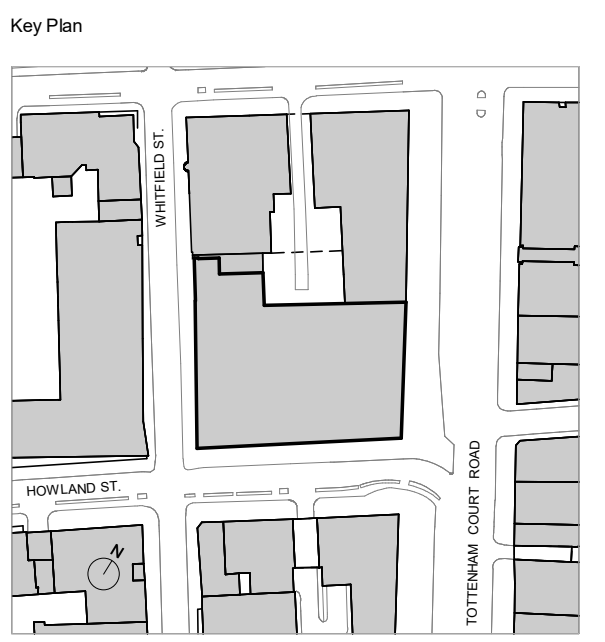 Key Plan
WHITFIELD ST.
HOWLAND ST.
TOTTENHAM COURT ROAD
N